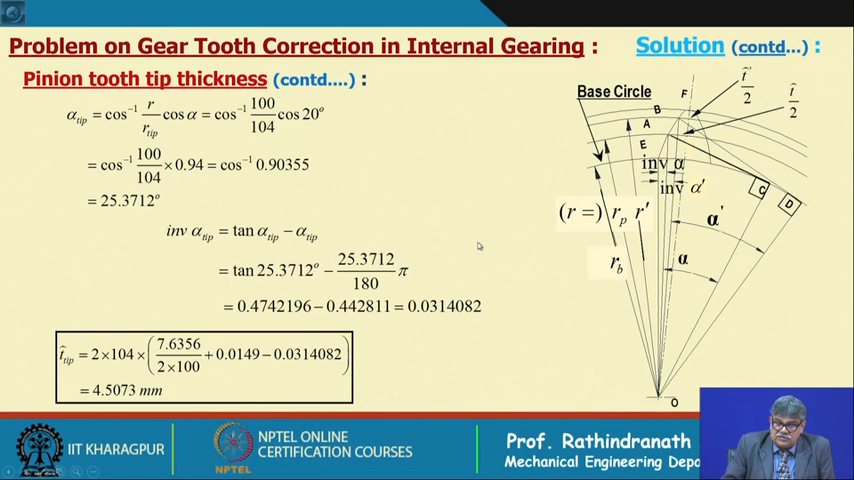 Problem on Gear Tooth Correction in Internal Gearing : Solution (contd...) :
Pinion tooth tip thickness (contd....) :
α_tip = cos⁻¹ r/r_tip cos α = cos⁻¹ 100/104 cos 20°
= cos⁻¹ 100/104 × 0.94 = cos⁻¹ 0.90355
= 25.3712°
inv α_tip = tan α_tip − α_tip
= tan 25.3712° − 25.3712/180 π
= 0.4742196 − 0.442811 = 0.0314082
t̂_tip = 2×104×(7.6356/2×100 + 0.0149 − 0.0314082)
= 4.5073 mm
Base Circle
F
t̂'/2
t̂/2
B
A
E
inv α
inv α'
C
D
(r =) r_p r'
α'
r_b
α
O
IIT KHARAGPUR
NPTEL
NPTEL ONLINE
CERTIFICATION COURSES
Prof. Rathindranath
Mechanical Engineering